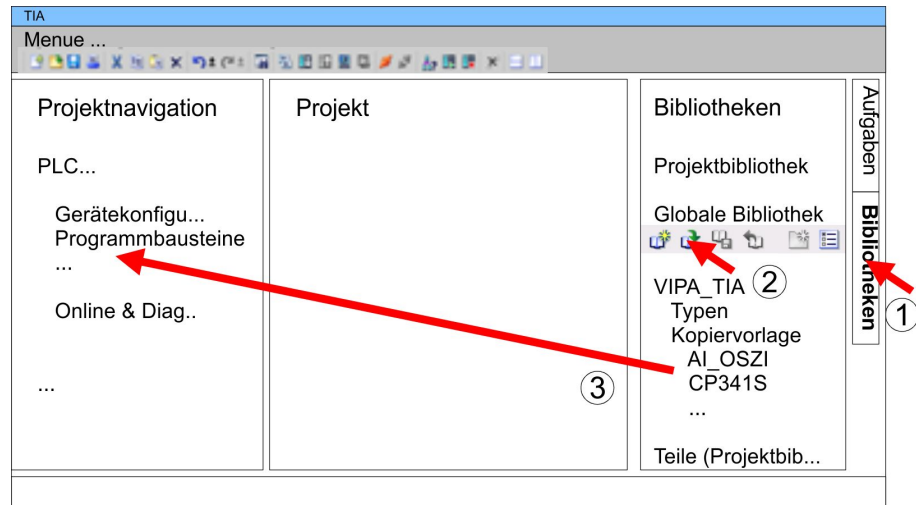 TIA
Menue ...
Projektnavigation
PLC...
Gerätekonfigu...
Programmbausteine
...
Online & Diag..
...
Projekt
③
Bibliotheken
Projektbibliothek
Globale Bibliothek
②
VIPA_TIA
Typen
Kopiervorlage
AI_OSZI
CP341S
...
Teile (Projektbib...
Aufgaben
Bibliotheken
①